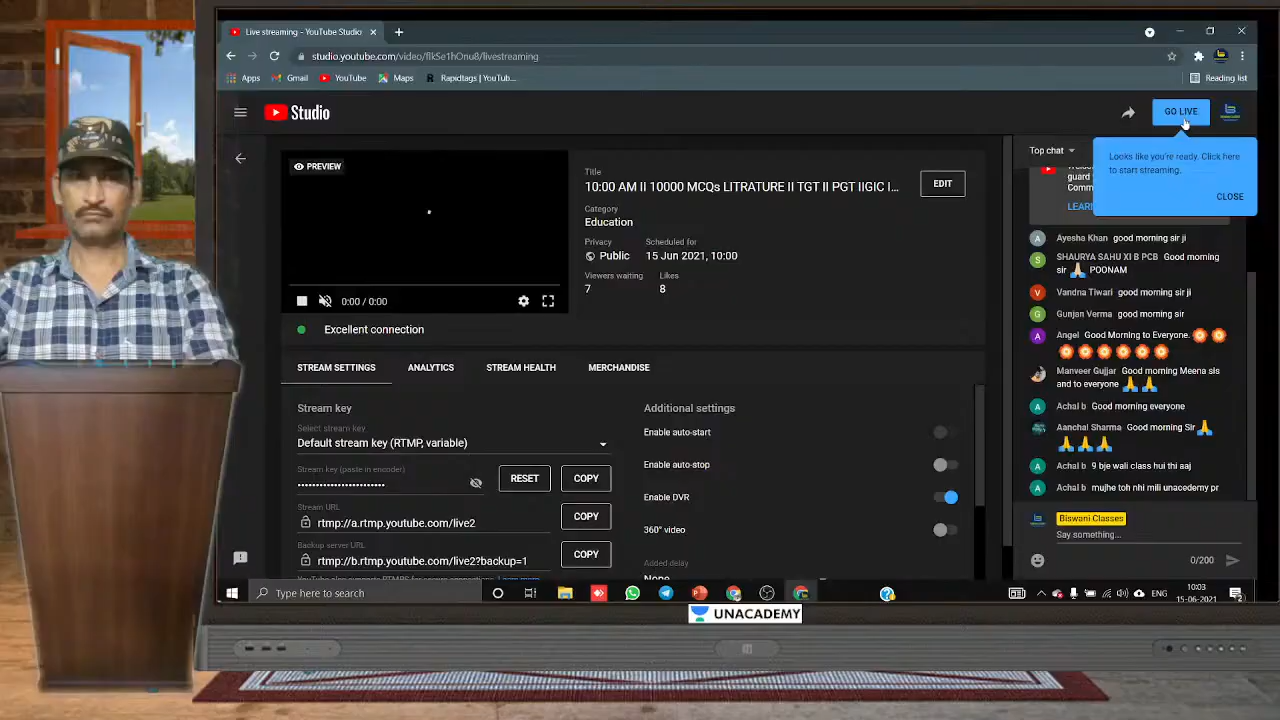 Live streaming - YouTube Studio
studio.youtube.com/video/flkSe1hOnu8/livestreaming
Apps
Gmail
YouTube
Maps
Rapidtags | YouTub...
Reading list
Studio
GO LIVE
Looks like you're ready. Click here
to start streaming.
CLOSE
PREVIEW
0:00 / 0:00
Excellent connection
Title
10:00 AM II 10000 MCQs LITRATURE II TGT II PGT IIGIC I...
EDIT
Category
Education
Privacy
Scheduled for
Public
15 Jun 2021, 10:00
Viewers waiting
Likes
7
8
STREAM SETTINGS
ANALYTICS
STREAM HEALTH
MERCHANDISE
Stream key
Select stream key
Default stream key (RTMP, variable)
Stream key (paste in encoder)
RESET
COPY
Stream URL
rtmp://a.rtmp.youtube.com/live2
COPY
Backup server URL
rtmp://b.rtmp.youtube.com/live2?backup=1
COPY
Additional settings
Enable auto-start
Enable auto-stop
Enable DVR
360° video
Added delay
None
Top chat
guard
Comm
LEARN
Ayesha Khan good morning sir ji
SHAURYA SAHU XI B PCB Good morning
sir 🙏 POONAM
Vandna Tiwari good morning sir ji
Gunjan Verma good morning sir
Angel Good Morning to Everyone.
Manveer Gujjar Good morning Meena sis
and to everyone 🙏 🙏
Achal b Good morning everyone
Aanchal Sharma Good morning Sir 🙏
🙏 🙏 🙏
Achal b 9 bje wali class hui thi aaj
Achal b mujhe toh nhi mili unacedemy pr
Biswani Classes
Say something...
0/200
Type here to search
ENG
10:03
15-06-2021
UNACADEMY